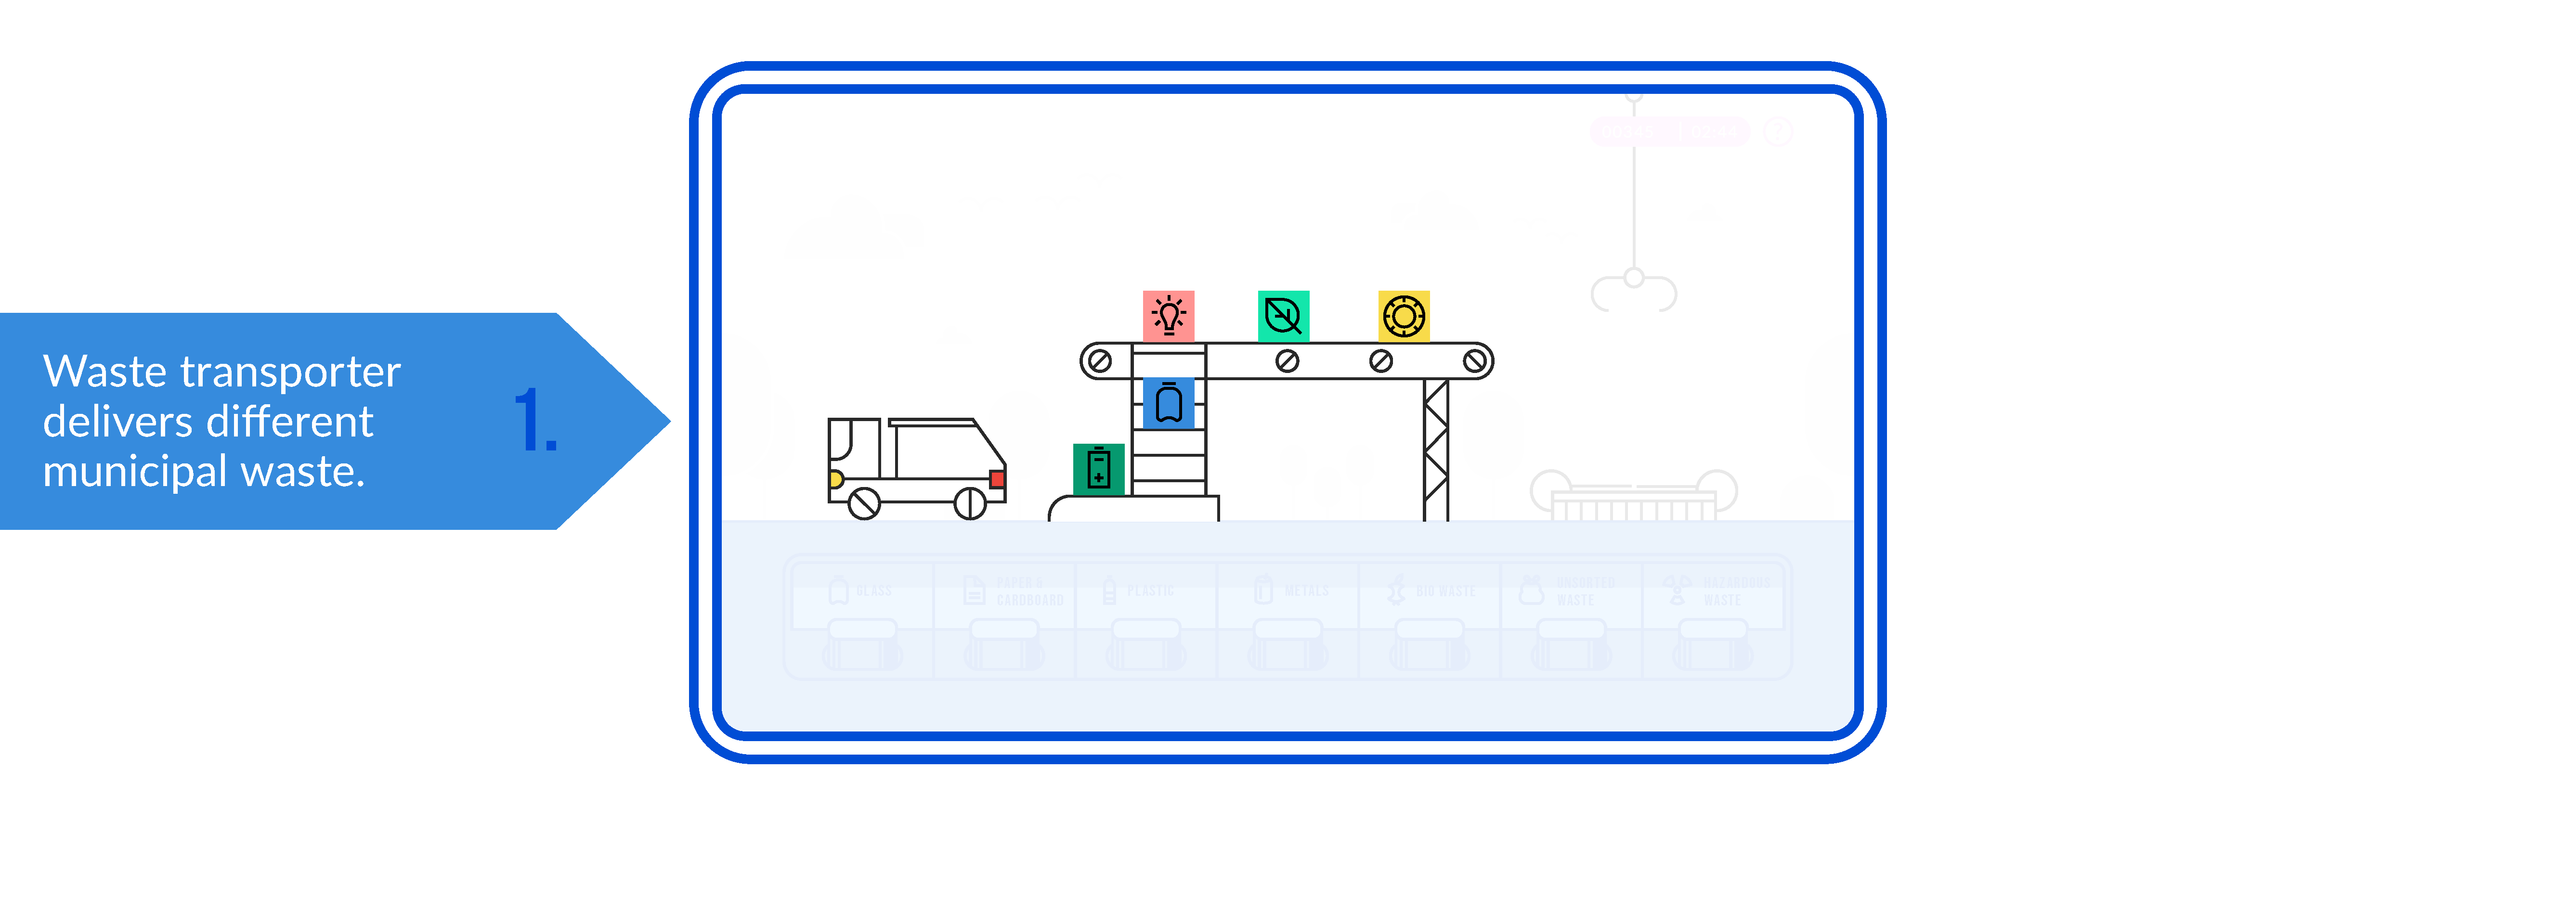 Waste transporter
delivers different
municipal waste.
1.
GLASS
PAPER &
CARDBOARD
PLASTIC
METALS
BIO WASTE
UNSORTED
WASTE
HAZARDOUS
WASTE